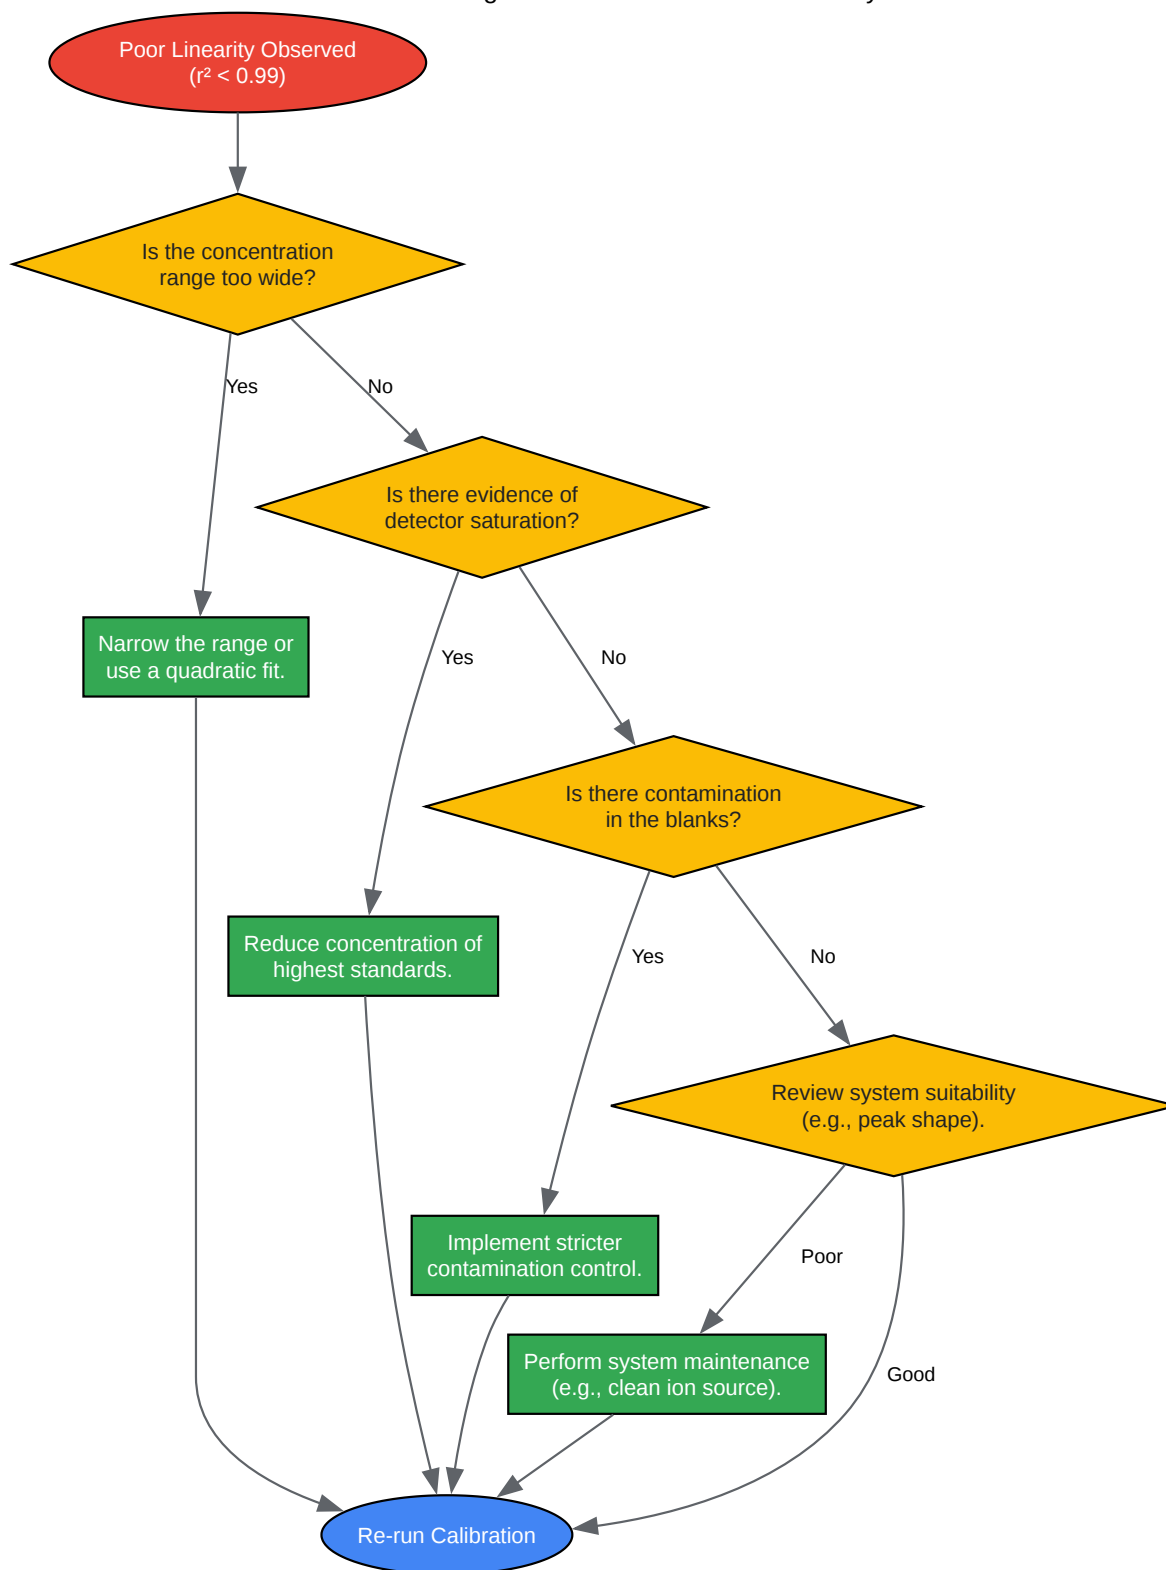 Poor Linearity Observed
(r² < 0.99)
Is the concentration
range too wide?
Yes
No
Is there evidence of
detector saturation?
Narrow the range or
use a quadratic fit.
Yes
No
Is there contamination
in the blanks?
Reduce concentration of
highest standards.
Yes
No
Review system suitability
(e.g., peak shape).
Implement stricter
contamination control.
Poor
Perform system maintenance
(e.g., clean ion source).
Good
Re-run Calibration